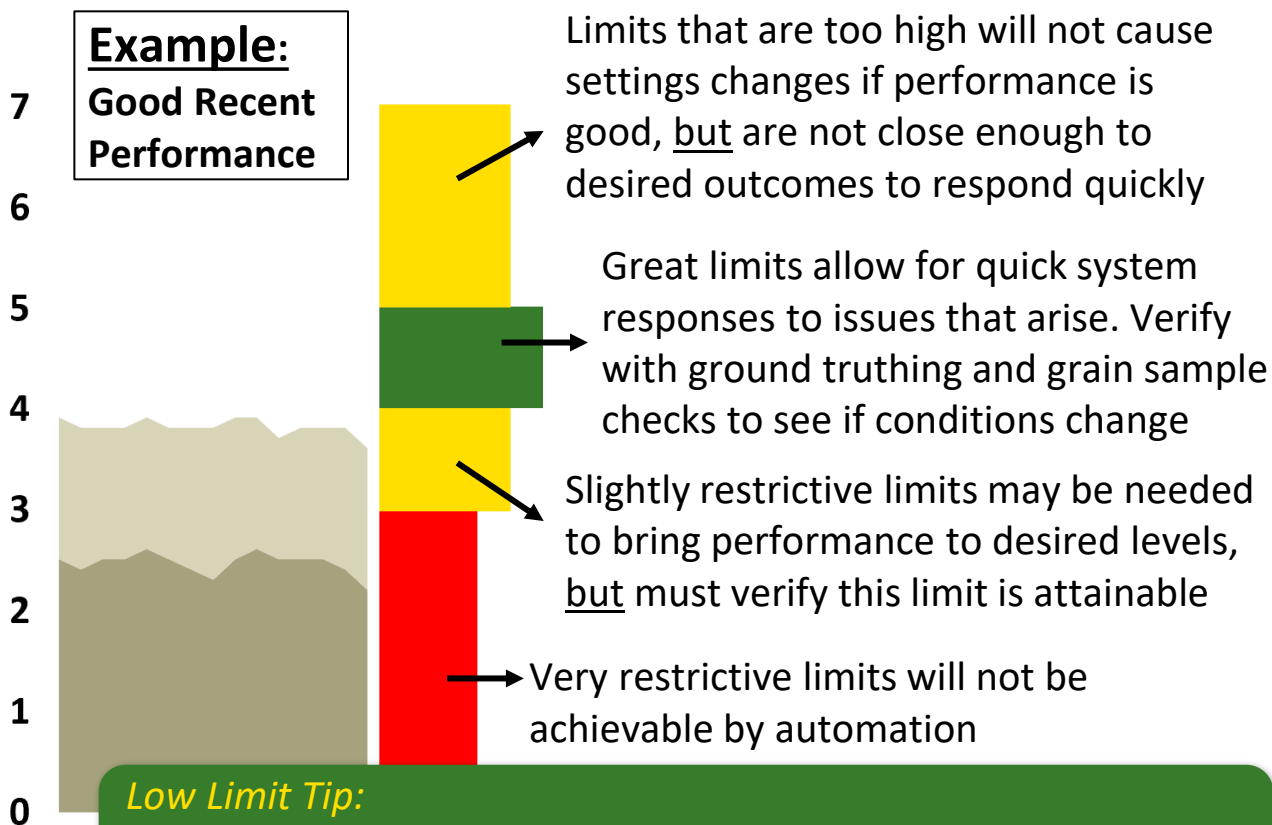 Example:
Good Recent
Performance
7
6
5
4
3
2
1
0
Limits that are too high will not cause
settings changes if performance is
good, but are not close enough to
desired outcomes to respond quickly
Great limits allow for quick system
responses to issues that arise. Verify
with ground truthing and grain sample
checks to see if conditions change
Slightly restrictive limits may be needed
to bring performance to desired levels,
but must verify this limit is attainable
Very restrictive limits will not be
achievable by automation
Low Limit Tip: